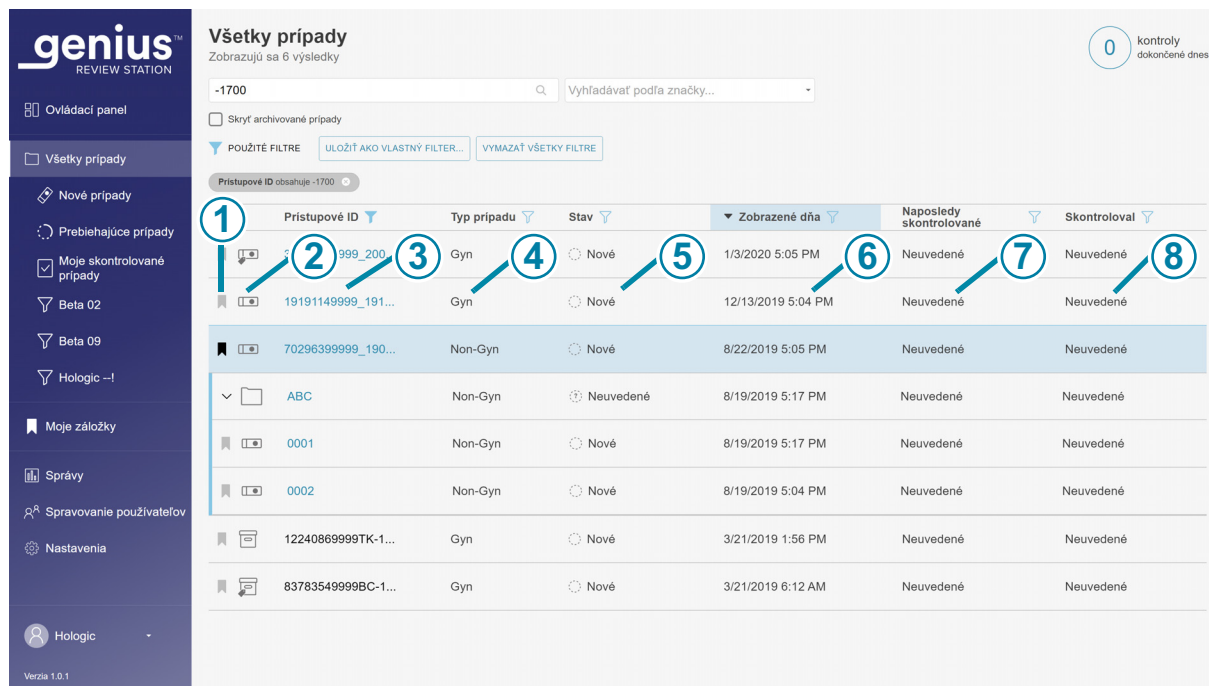 genius™
REVIEW STATION
Ovládací panel
Všetky prípady
Nové prípady
Prebiehajúce prípady
Moje skontrolované
prípady
Beta 02
Beta 09
Hologic --!
Moje záložky
Správy
Spravovanie používateľov
Nastavenia
Hologic
Verzia 1.0.1
Všetky prípady
Zobrazujú sa 6 výsledky
0 kontroly
dokončené dnes
-1700 Vyhľadávať podľa značky...
Skryť archivované prípady
POUŽITÉ FILTRE ULOŽIŤ AKO VLASTNÝ FILTER... VYMAZAŤ VŠETKY FILTRE
Prístupové ID obsahuje -1700
Prístupové ID Typ prípadu Stav Zobrazené dňa Naposledy skontrolované Skontroloval
1 2 3 4 5 6 7 8
999_200... Gyn Nové 1/3/2020 5:05 PM Neuvedené Neuvedené
19191149999_191... Gyn Nové 12/13/2019 5:04 PM Neuvedené Neuvedené
70296399999_190... Non-Gyn Nové 8/22/2019 5:05 PM Neuvedené Neuvedené
ABC Non-Gyn Neuvedené 8/19/2019 5:17 PM Neuvedené Neuvedené
0001 Non-Gyn Nové 8/19/2019 5:17 PM Neuvedené Neuvedené
0002 Non-Gyn Nové 8/19/2019 5:04 PM Neuvedené Neuvedené
12240869999TK-1... Gyn Nové 3/21/2019 1:56 PM Neuvedené Neuvedené
83783549999BC-1... Gyn Nové 3/21/2019 6:12 AM Neuvedené Neuvedené